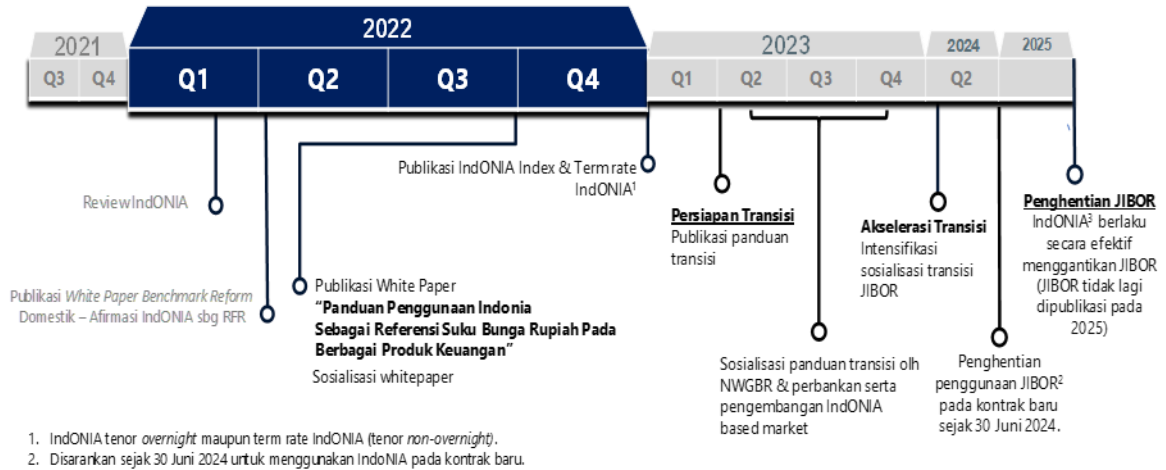 2021
2022
2023
2024
2025
Q3
Q4
Q1
Q2
Q3
Q4
Q1
Q2
Q3
Q4
Q2
Review IndONIA
Publikasi White Paper Benchmark Reform
Domestik – Afirmasi IndONIA sbg RFR
Publikasi White Paper
“Panduan Penggunaan Indonia
Sebagai Referensi Suku Bunga Rupiah Pada
Berbagai Produk Keuangan”
Sosialisasi whitepaper
Publikasi IndONIA Index & Term rate
IndONIA¹
Persiapan Transisi
Publikasi panduan
transisi
Sosialisasi panduan transisi olh
NWGBR & perbankan serta
pengembangan IndONIA
based market
Akselerasi Transisi
Intensifikasi
sosialisasi transisi
JIBOR
Penghentian
penggunaan JIBOR²
pada kontrak baru
sejak 30 Juni 2024.
Penghentian JIBOR
IndONIA³ berlaku
secara efektif
menggantikan JIBOR
(JIBOR tidak lagi
dipublikasi pada
2025)
1. IndONIA tenor overnight maupun term rate IndONIA (tenor non-overnight).
2. Disarankan sejak 30 Juni 2024 untuk menggunakan IndoNIA pada kontrak baru.